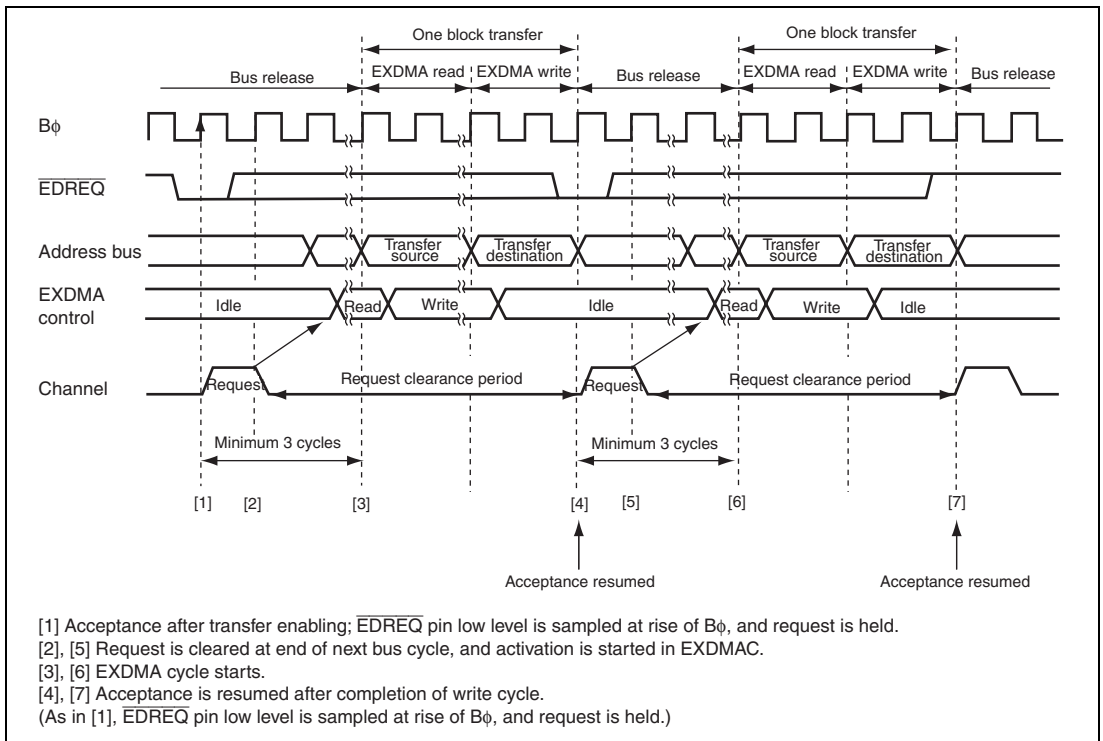 One block transfer
One block transfer
Bus release
EXDMA read
EXDMA write
Bus release
EXDMA read
EXDMA write
Bus release
Bϕ
EDREQ
Address bus
Transfer source
Transfer destination
Transfer source
Transfer destination
EXDMA control
Idle
Read
Write
Idle
Read
Write
Idle
Channel
Request
Request clearance period
Request
Request clearance period
Minimum 3 cycles
Minimum 3 cycles
[1]
[2]
[3]
[4]
[5]
[6]
[7]
Acceptance resumed
Acceptance resumed
[1] Acceptance after transfer enabling; EDREQ pin low level is sampled at rise of Bϕ, and request is held.
[2], [5] Request is cleared at end of next bus cycle, and activation is started in EXDMAC.
[3], [6] EXDMA cycle starts.
[4], [7] Acceptance is resumed after completion of write cycle.
(As in [1], EDREQ pin low level is sampled at rise of Bϕ, and request is held.)